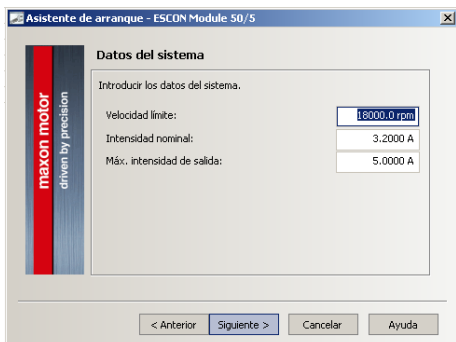 Asistente de arranque - ESCON Module 50/5
maxon motor
driven by precision
Datos del sistema
Introducir los datos del sistema.
Velocidad límite: 18000.0 rpm
Intensidad nominal: 3.2000 A
Máx. intensidad de salida: 5.0000 A
< Anterior Siguiente > Cancelar Ayuda